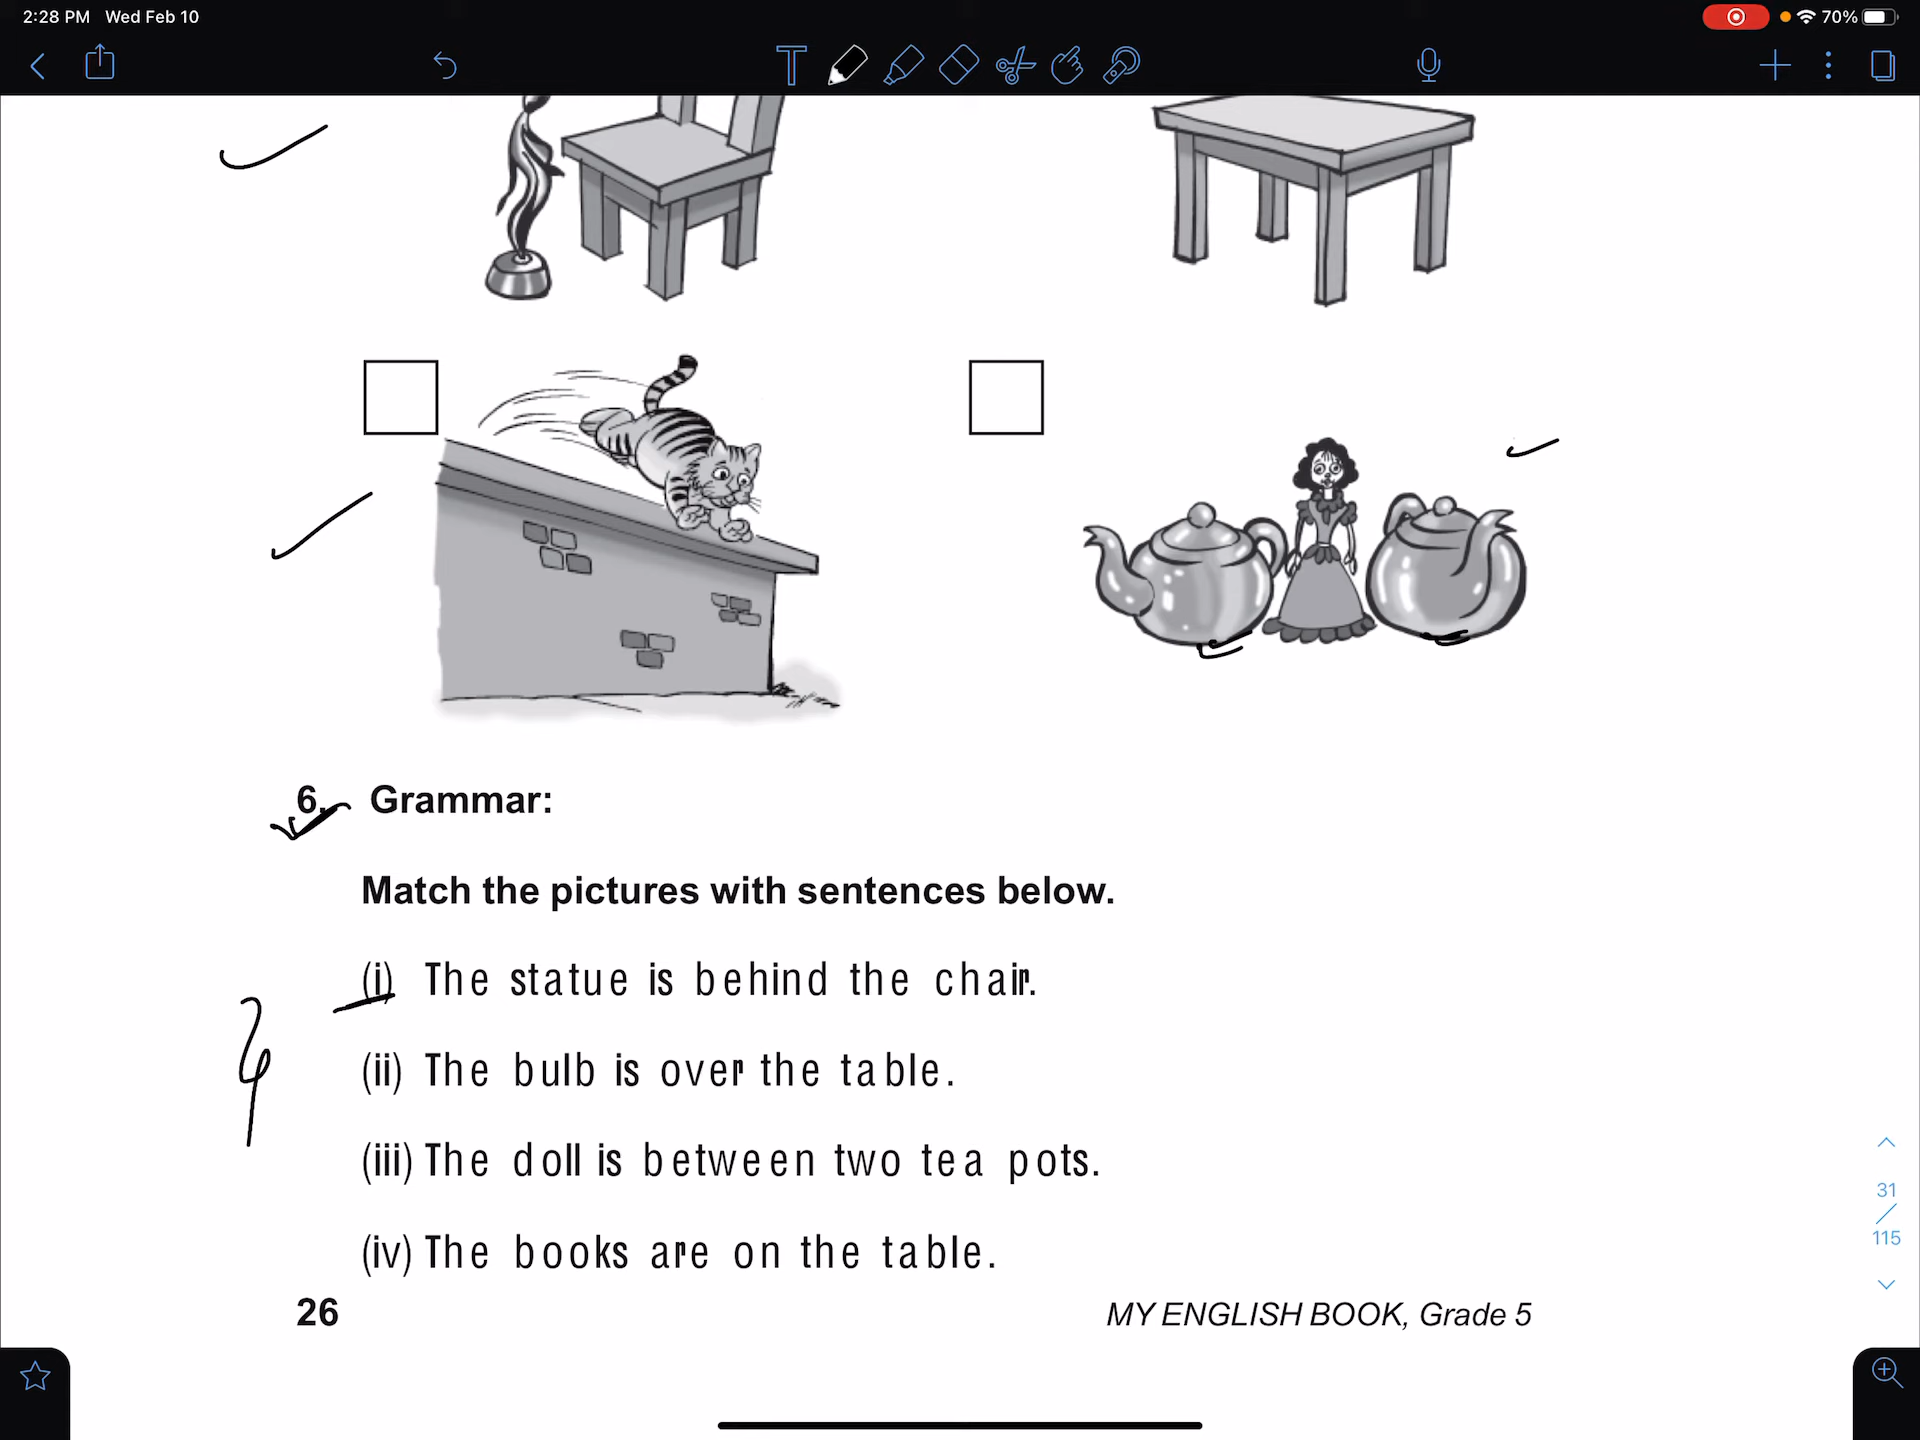 2:28 PM Wed Feb 10
70%
6. Grammar:
Match the pictures with sentences below.
(i) The statue is behind the chair.
(ii) The bulb is over the table.
(iii) The doll is between two tea pots.
(iv) The books are on the table.
31
/
115
26
MY ENGLISH BOOK, Grade 5